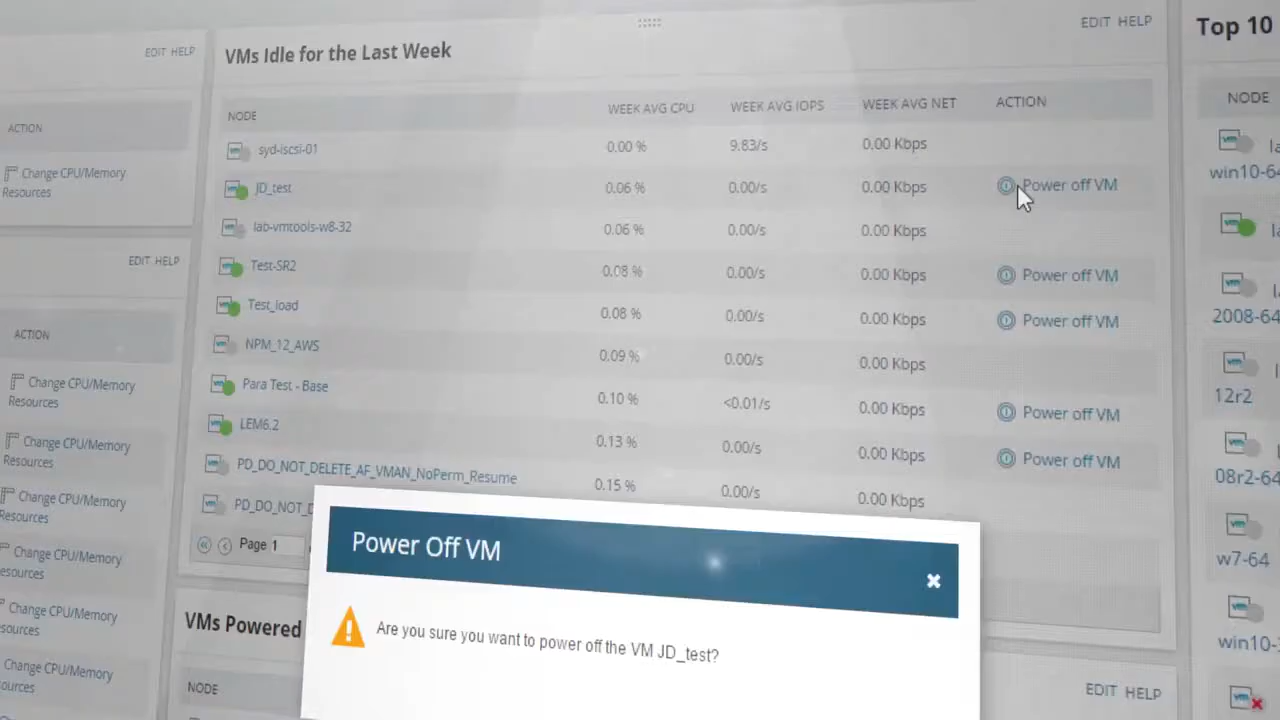 EDIT HELP
ACTION
Change CPU/Memory
Resources
EDIT HELP
ACTION
Change CPU/Memory
Resources
Change CPU/Memory
Resources
Change CPU/Memory
Resources
Change CPU/Memory
Change CPU/Memory
Change CPU/Memory
VMs Idle for the Last Week
EDIT HELP
NODE WEEK AVG CPU WEEK AVG IOPS WEEK AVG NET ACTION
syd-iscsi-01 0.00 % 9.83/s 0.00 Kbps
JD_test 0.06 % 0.00/s 0.00 Kbps Power off VM
lab-vmtools-w8-32 0.06 % 0.00/s 0.00 Kbps
Test-SR2 0.08 % 0.00/s 0.00 Kbps Power off VM
Test_load 0.08 % 0.00/s 0.00 Kbps Power off VM
NPM_12_AWS 0.09 % 0.00/s 0.00 Kbps
Para Test - Base 0.10 % <0.01/s 0.00 Kbps Power off VM
LEM6.2 0.13 % 0.00/s 0.00 Kbps Power off VM
PD_DO_NOT_DELETE_AF_VMAN_NoPerm_Resume 0.15 % 0.00/s 0.00 Kbps
PD_DO_NOT_D
Page 1
VMs Powered
EDIT HELP
NODE
Power Off VM
Are you sure you want to power off the VM JD_test?
Top 10
NODE
win10-64
2008-64
12r2
08r2-64
w7-64
win10-